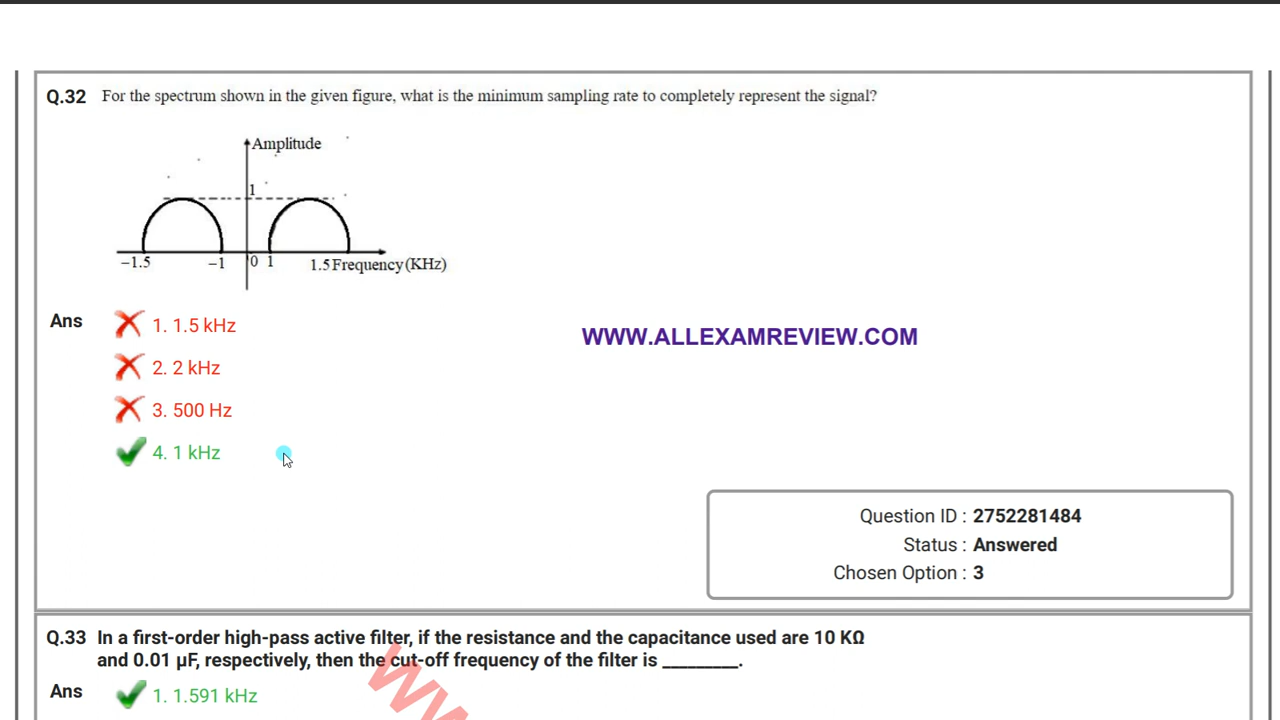 Q.32 For the spectrum shown in the given figure, what is the minimum sampling rate to completely represent the signal?
Amplitude
1
−1.5 −1 0 1 1.5 Frequency(KHz)
Ans
1. 1.5 kHz
WWW.ALLEXAMREVIEW.COM
2. 2 kHz
3. 500 Hz
4. 1 kHz
Question ID : 2752281484
Status : Answered
Chosen Option : 3
Q.33 In a first-order high-pass active filter, if the resistance and the capacitance used are 10 KΩ
and 0.01 μF, respectively, then the cut-off frequency of the filter is _________.
Ans 1. 1.591 kHz